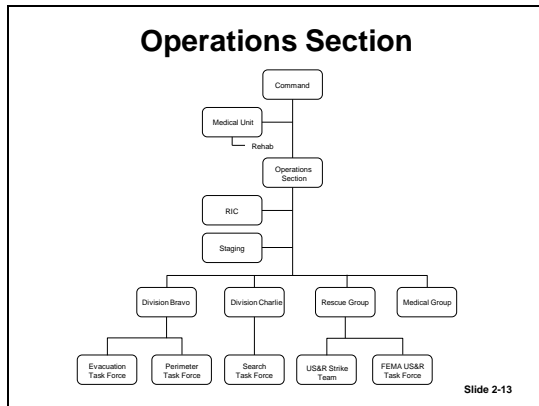 Operations Section
Command
Medical Unit
Rehab
Operations
Section
RIC
Staging
Division Bravo
Division Charlie
Rescue Group
Medical Group
Evacuation
Task Force
Perimeter
Task Force
Search
Task Force
US&R Strike
Team
FEMA US&R
Task Force
Slide 2-13